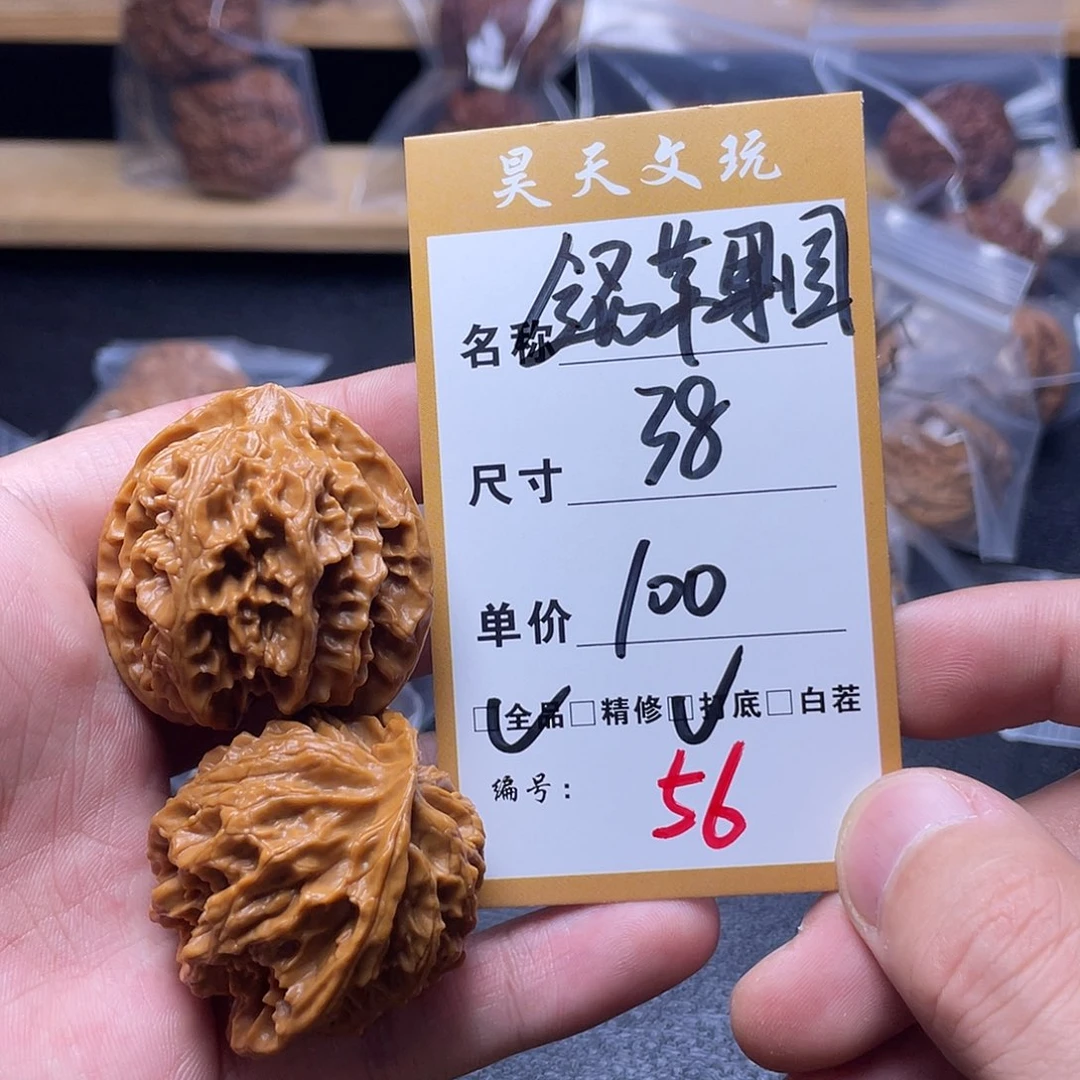 昊天文玩
名称 苹果园
尺寸 38
单价 100
☑全品 □精修 ☑打底 □白茬
编号： 56